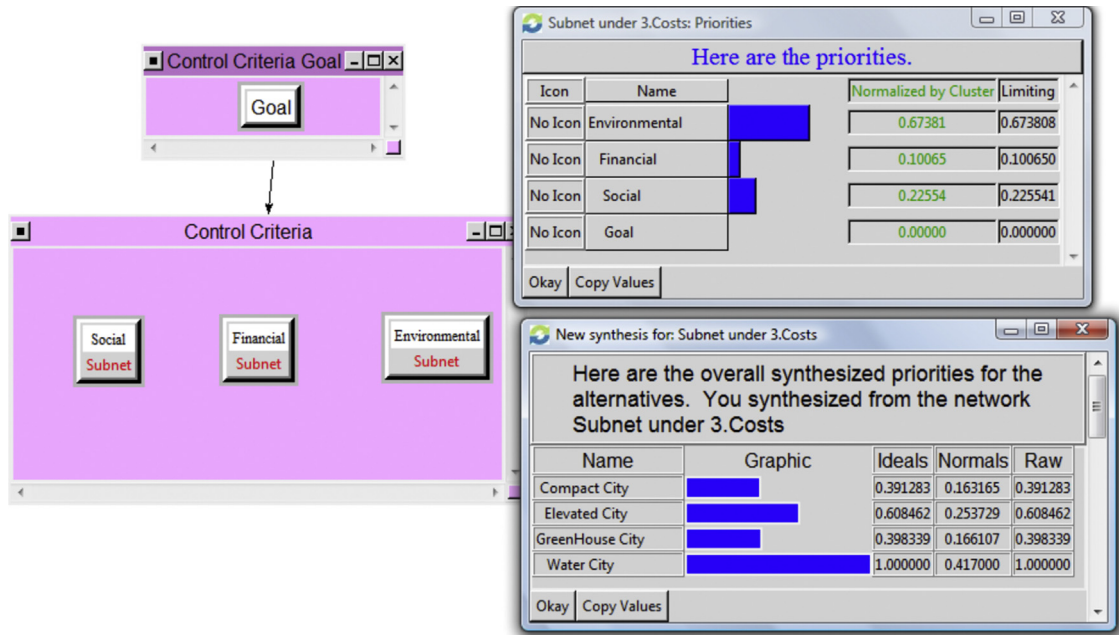 Control Criteria Goal
Goal
Control Criteria
Social
Subnet
Financial
Subnet
Environmental
Subnet
Subnet under 3.Costs: Priorities
Here are the priorities.
Icon Name Normalized by Cluster Limiting
No Icon Environmental 0.67381 0.673808
No Icon Financial 0.10065 0.100650
No Icon Social 0.22554 0.225541
No Icon Goal 0.00000 0.000000
Okay Copy Values
New synthesis for: Subnet under 3.Costs
Here are the overall synthesized priorities for the
alternatives. You synthesized from the network
Subnet under 3.Costs
Name Graphic Ideals Normals Raw
Compact City 0.391283 0.163165 0.391283
Elevated City 0.608462 0.253729 0.608462
GreenHouse City 0.398339 0.166107 0.398339
Water City 1.000000 0.417000 1.000000
Okay Copy Values